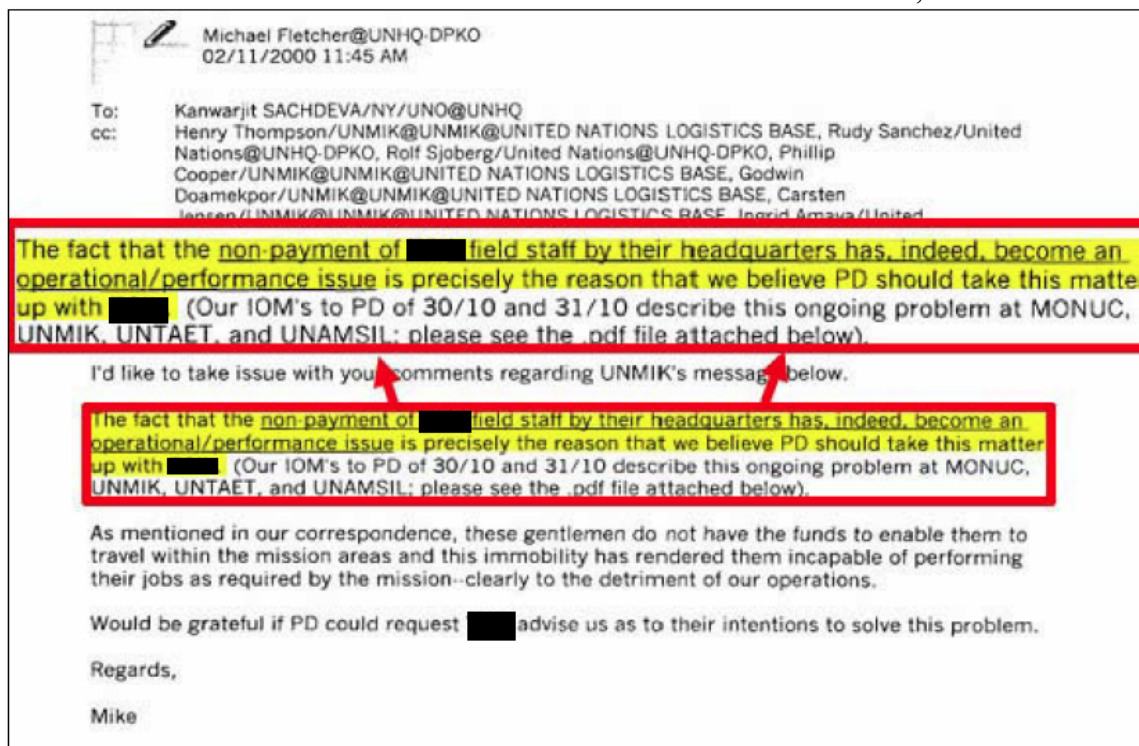 Michael Fletcher@UNHQ-DPKO
02/11/2000 11:45 AM
To: Kanwarjit SACHDEVA/NY/UNO@UNHQ
cc: Henry Thompson/UNMIK@UNMIK@UNITED NATIONS LOGISTICS BASE, Rudy Sanchez/United
Nations@UNHQ-DPKO, Rolf Sjoberg/United Nations@UNHQ-DPKO, Phillip
Cooper/UNMIK@UNMIK@UNITED NATIONS LOGISTICS BASE, Godwin
Doamekpor/UNMIK@UNMIK@UNITED NATIONS LOGISTICS BASE, Carsten
Jensen/UNMIK@UNMIK@UNITED NATIONS LOGISTICS BASE, Ingrid Amaya/United
The fact that the non-payment of field staff by their headquarters has, indeed, become an
operational/performance issue is precisely the reason that we believe PD should take this matte
up with (Our IOM's to PD of 30/10 and 31/10 describe this ongoing problem at MONUC,
UNMIK, UNTAET, and UNAMSIL; please see the .pdf file attached below).
I'd like to take issue with your comments regarding UNMIK's message below.
The fact that the non-payment of field staff by their headquarters has, indeed, become an
operational/performance issue is precisely the reason that we believe PD should take this matter
up with (Our IOM's to PD of 30/10 and 31/10 describe this ongoing problem at MONUC,
UNMIK, UNTAET, and UNAMSIL; please see the .pdf file attached below).
As mentioned in our correspondence, these gentlemen do not have the funds to enable them to
travel within the mission areas and this immobility has rendered them incapable of performing
their jobs as required by the mission--clearly to the detriment of our operations.
Would be grateful if PD could request advise us as to their intentions to solve this problem.
Regards,
Mike